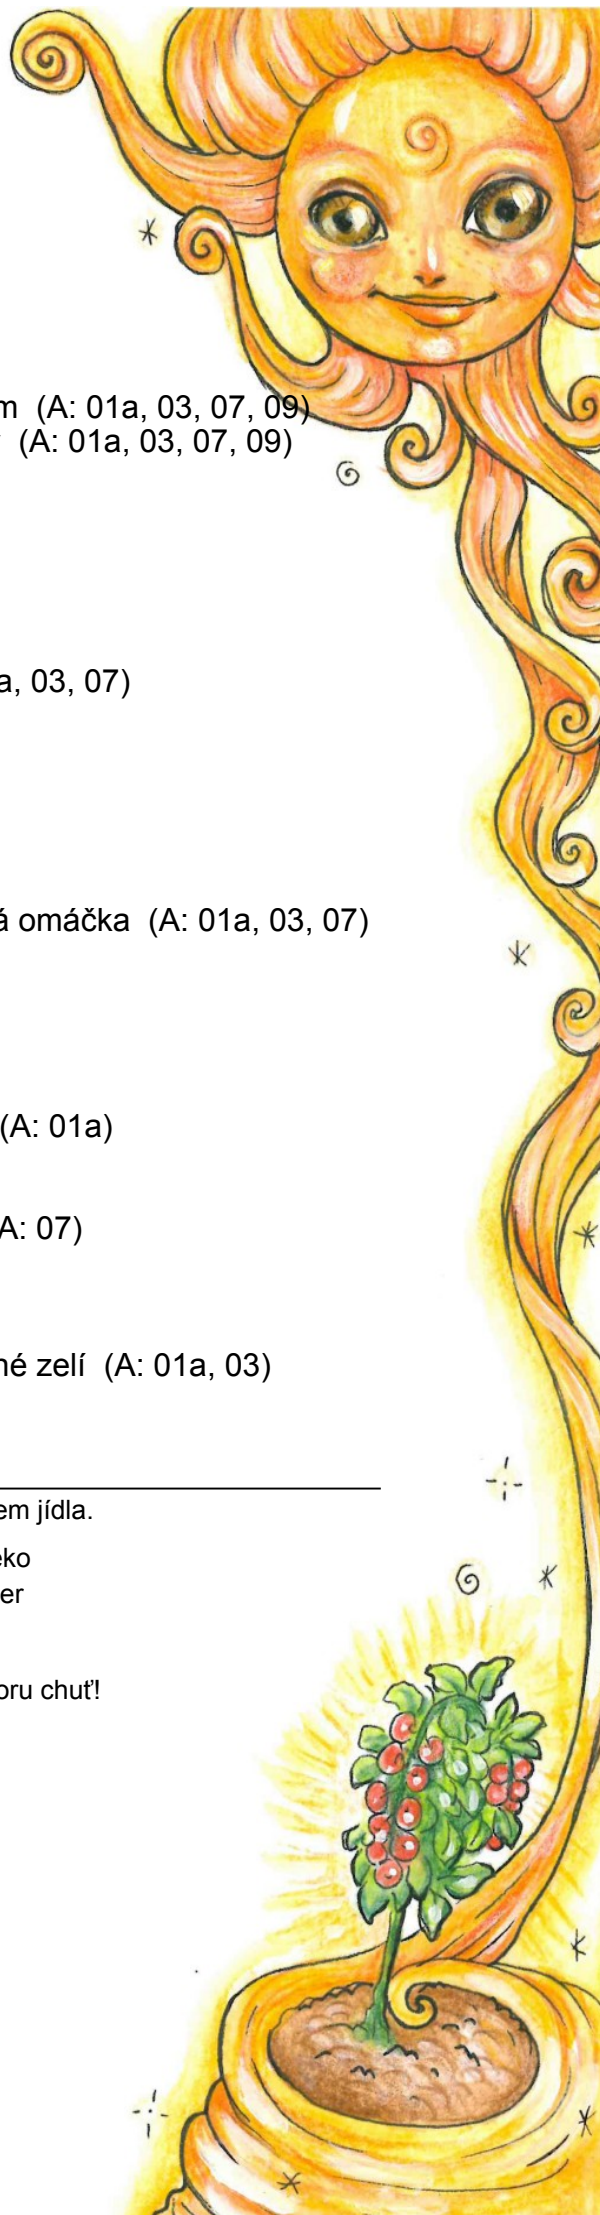 m (A: 01a, 03, 07, 09)
(A: 01a, 03, 07, 09)
a, 03, 07)
á omáčka (A: 01a, 03, 07)
(A: 01a)
A: 07)
né zelí (A: 01a, 03)
em jídla.
éko
er
oru chuť!